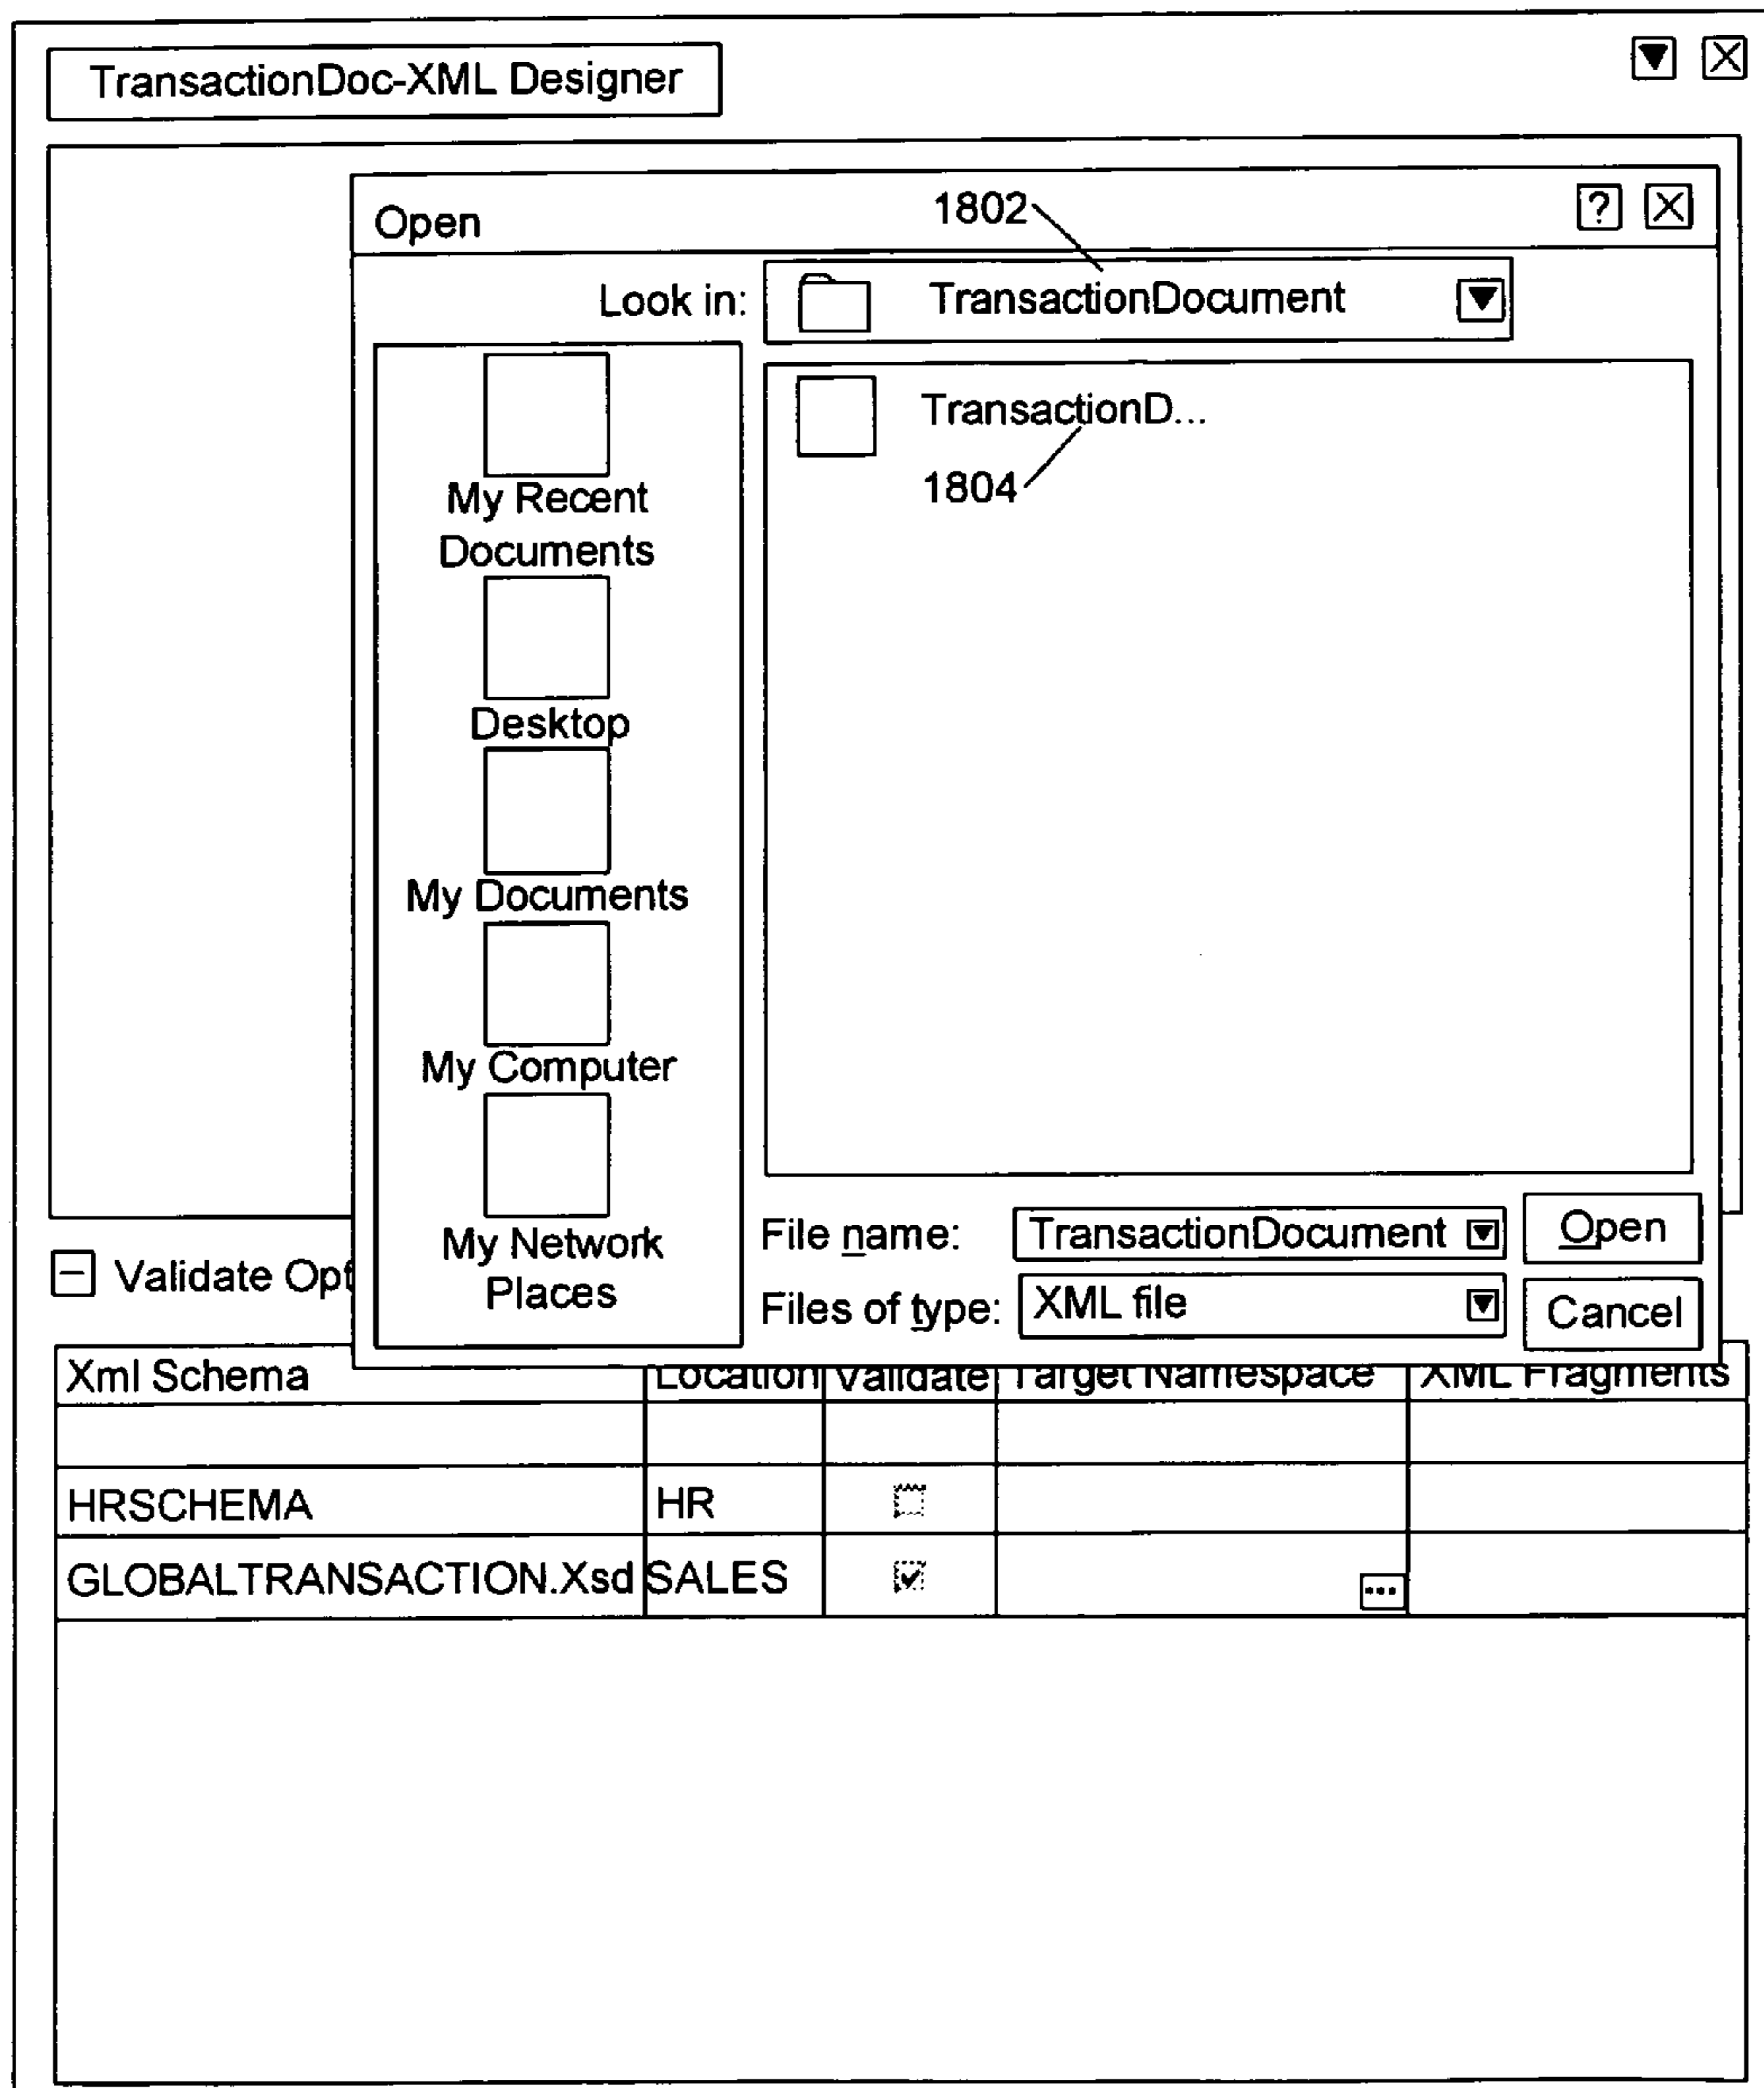 TransactionDoc-XML Designer
Open
1802
?
Look in:
TransactionDocument
TransactionD...
1804
My Recent
Documents
Desktop
My Documents
My Computer
My Network
Places
File name:
TransactionDocument
Open
Files of type:
XML file
Cancel
Validate Opt
Xml Schema Location Validate Target Namespace XML Fragments
HRSCHEMA HR
GLOBALTRANSACTION.Xsd SALES ...